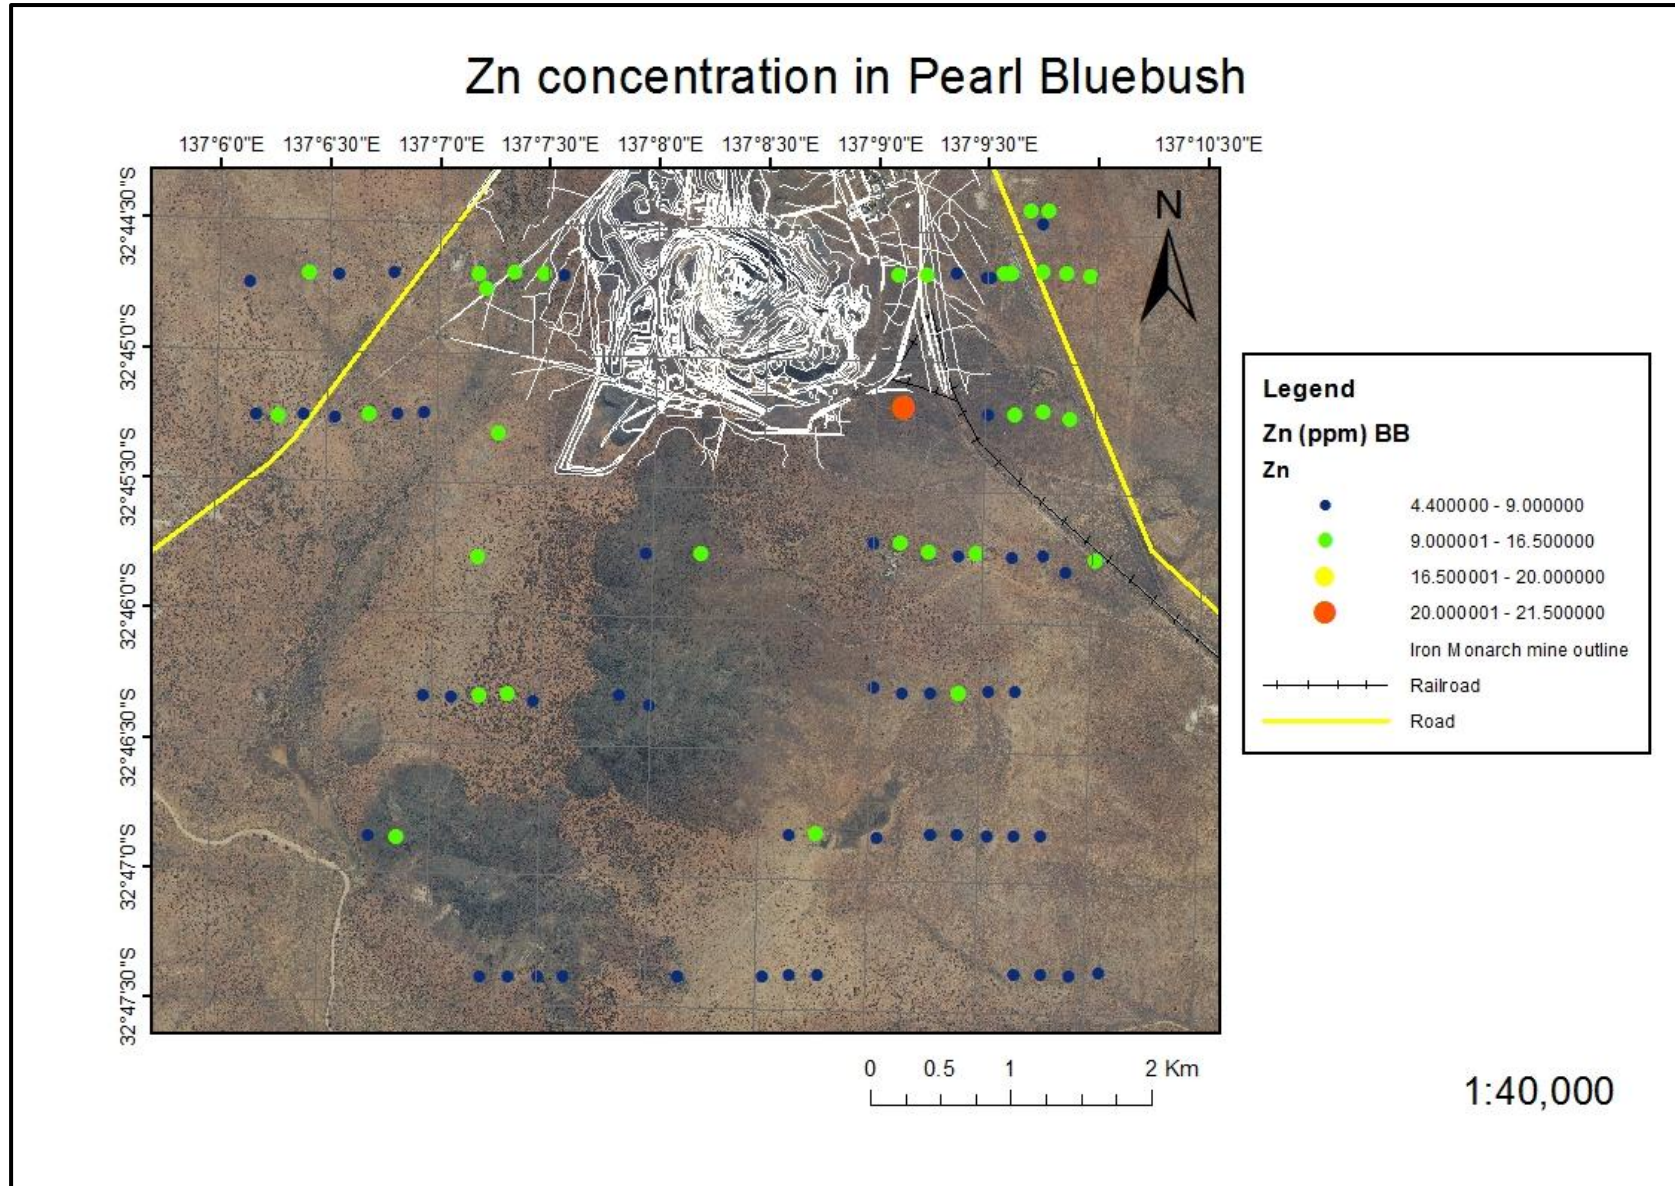 Zn concentration in Pearl Bluebush
137°6'0"E 137°6'30"E 137°7'0"E 137°7'30"E 137°8'0"E 137°8'30"E 137°9'0"E 137°9'30"E 137°10'30"E
32°44'30"S
32°45'0"S
32°45'30"S
32°46'0"S
32°46'30"S
32°47'0"S
32°47'30"S
N
Legend
Zn (ppm) BB
Zn
4.400000 - 9.000000
9.000001 - 16.500000
16.500001 - 20.000000
20.000001 - 21.500000
Iron Monarch mine outline
Railroad
Road
0 0.5 1 2 Km
1:40,000